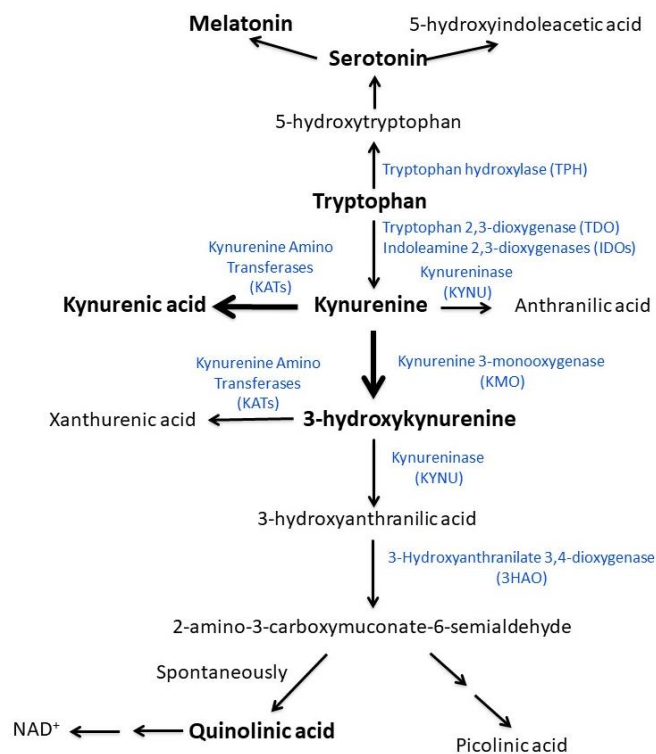 Melatonin
5-hydroxyindoleacetic acid
Serotonin
5-hydroxytryptophan
Tryptophan hydroxylase (TPH)
Tryptophan
Tryptophan 2,3-dioxygenase (TDO)
Indoleamine 2,3-dioxygenases (IDOs)
Kynurenine Amino
Transferases
(KATs)
Kynureninase
(KYNU)
Kynurenic acid
Kynurenine
Anthranilic acid
Kynurenine Amino
Transferases
(KATs)
Kynurenine 3-monooxygenase
(KMO)
Xanthurenic acid
3-hydroxykynurenine
Kynureninase
(KYNU)
3-hydroxyanthranilic acid
3-Hydroxyanthranilate 3,4-dioxygenase
(3HAO)
2-amino-3-carboxymuconate-6-semialdehyde
Spontaneously
NAD⁺
Quinolinic acid
Picolinic acid